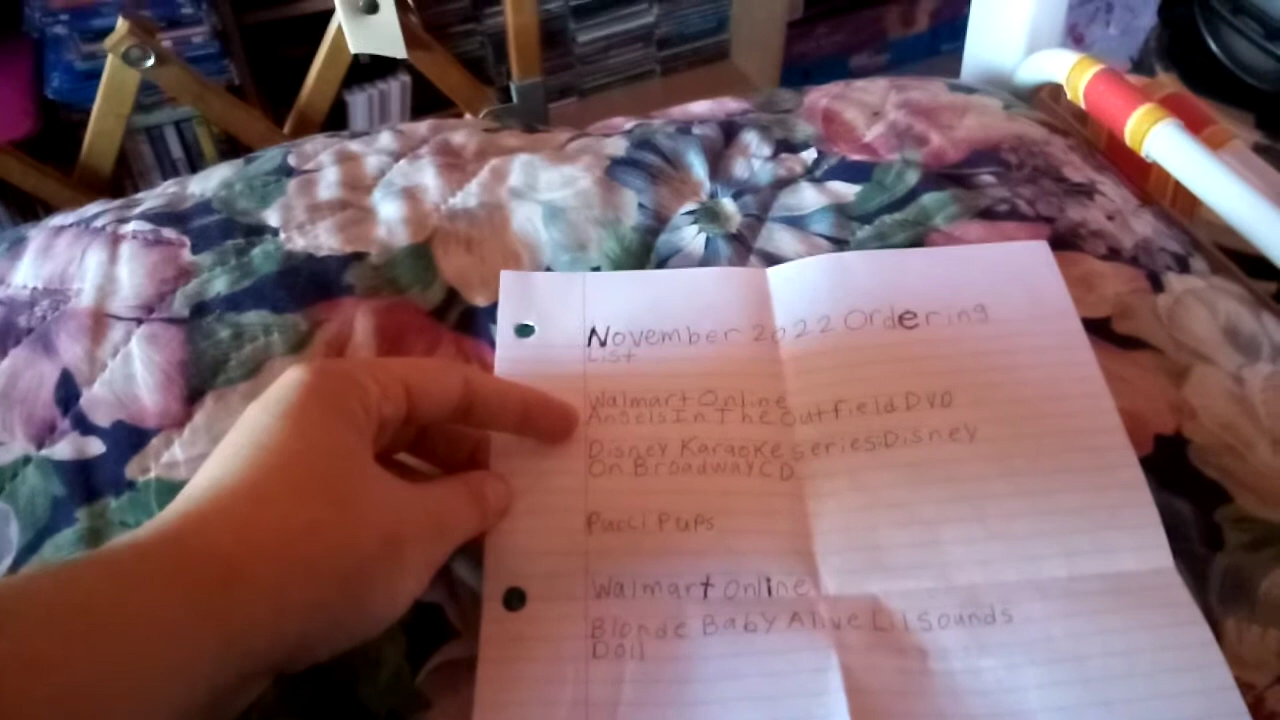 November 2022 Ordering
List
Walmart Online
Angels In The Outfield DVD
Disney Karaoke Series:Disney
On Broadway CD
Pucci Pups
Walmart Online
Blonde Baby Alive Lil Sounds
Doll